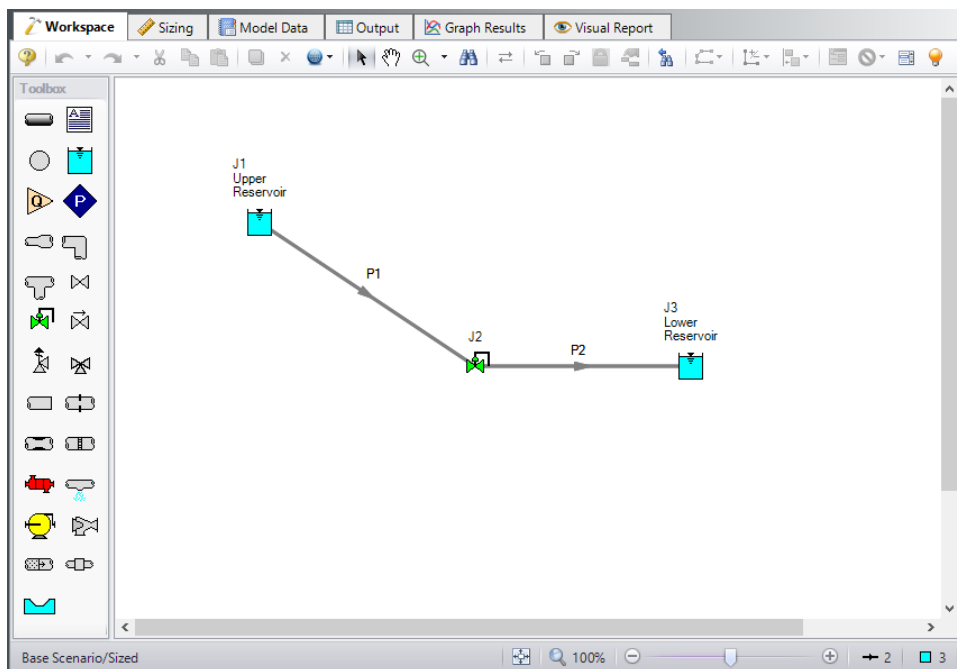 Workspace
Sizing
Model Data
Output
Graph Results
Visual Report
Toolbox
A
Q
P
J1
Upper
Reservoir
P1
J2
P2
J3
Lower
Reservoir
Base Scenario/Sized
100%
2
3